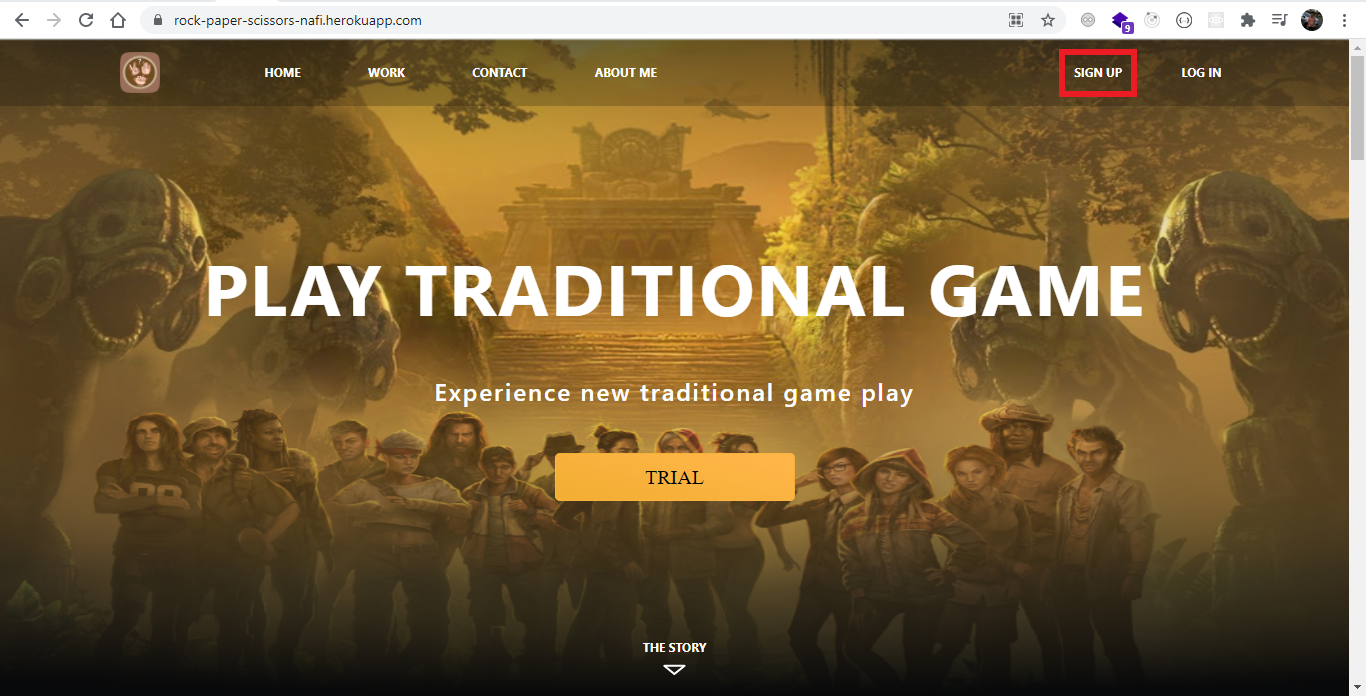 rock-paper-scissors-nafi.herokuapp.com
9
HOME WORK CONTACT ABOUT ME SIGN UP LOG IN
PLAY TRADITIONAL GAME
Experience new traditional game play
TRIAL
THE STORY